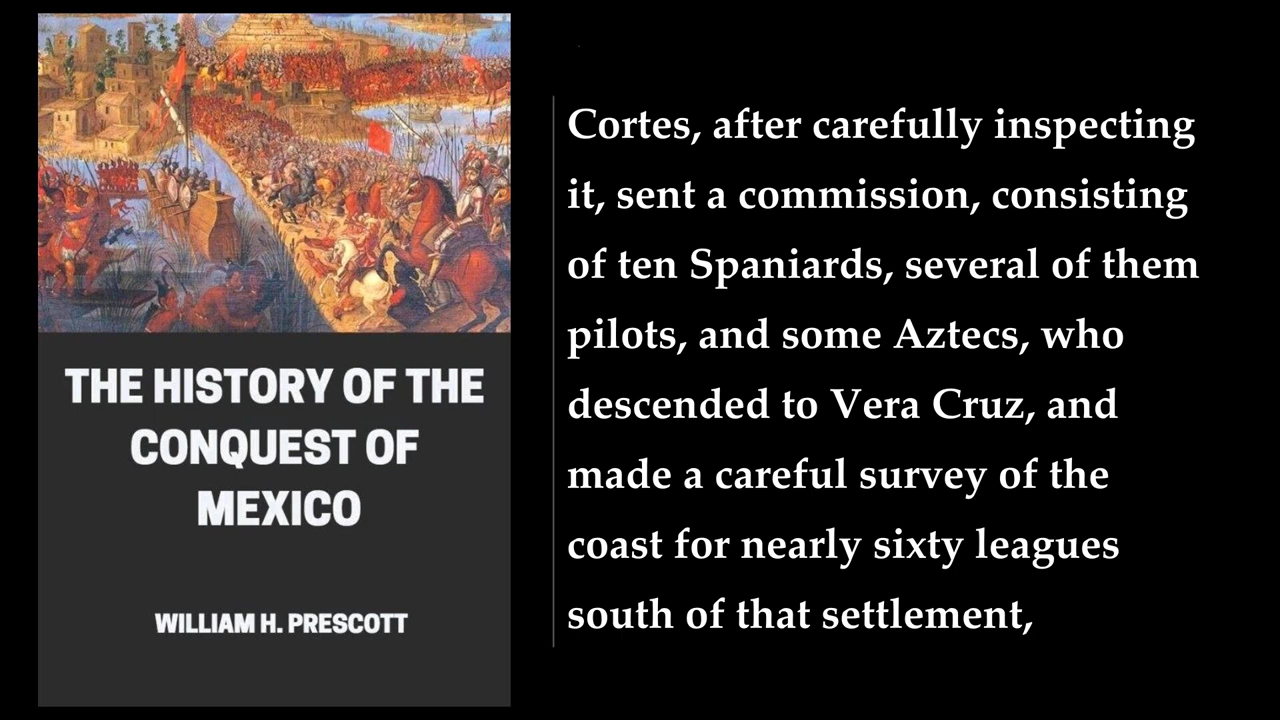 THE HISTORY OF THE
CONQUEST OF
MEXICO
WILLIAM H. PRESCOTT
Cortes, after carefully inspecting
it, sent a commission, consisting
of ten Spaniards, several of them
pilots, and some Aztecs, who
descended to Vera Cruz, and
made a careful survey of the
coast for nearly sixty leagues
south of that settlement,